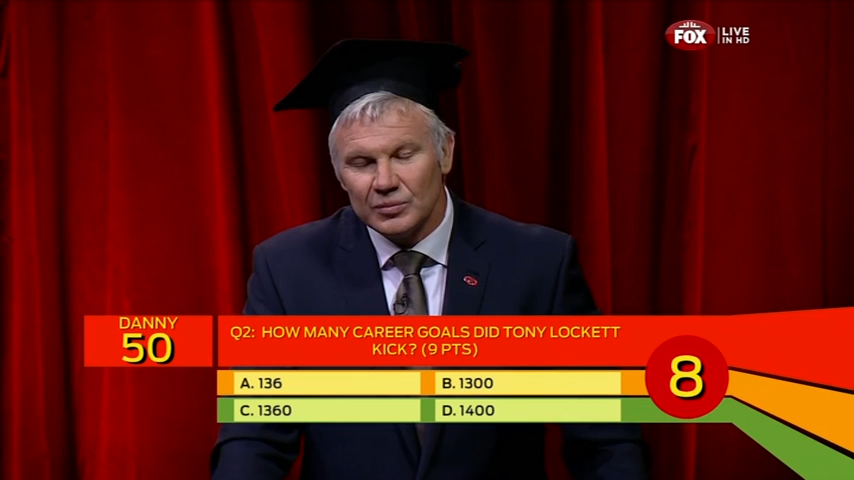 FOX LIVE
IN HD
DANNY
50
Q2: HOW MANY CAREER GOALS DID TONY LOCKETT
KICK? (9 PTS)
A. 136
B. 1300
8
C. 1360
D. 1400